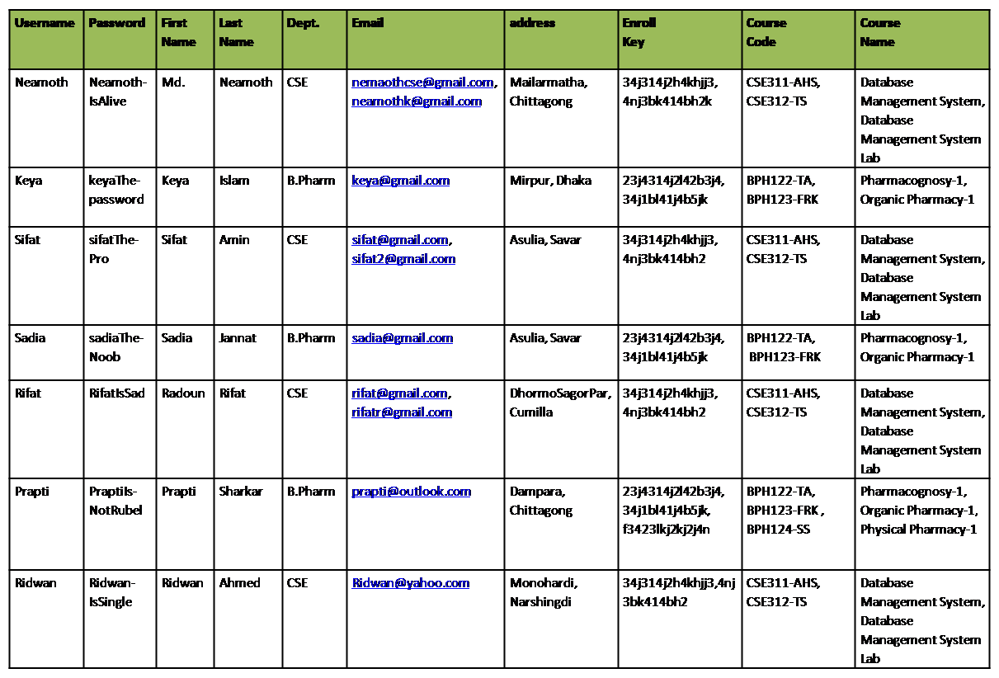 Username Password First Name Last Name Dept. Email address Enroll Key Course Code Course Name
Neamoth Neamoth-IsAlive Md. Neamoth CSE nemaothcse@gmail.com, neamothk@gmail.com Mailarmatha, Chittagong 34j314j2h4khjj3, 4nj3bk414bh2k CSE311-AHS, CSE312-TS Database Management System, Database Management System Lab
Keya keyaThe-password Keya Islam B.Pharm keya@gmail.com Mirpur, Dhaka 23j4314j2l42b3j4, 34j1bl41j4b5jk BPH122-TA, BPH123-FRK Pharmacognosy-1, Organic Pharmacy-1
Sifat sifatThe-Pro Sifat Amin CSE sifat@gmail.com, sifat2@gmail.com Asulia, Savar 34j314j2h4khjj3, 4nj3bk414bh2 CSE311-AHS, CSE312-TS Database Management System, Database Management System Lab
Sadia sadiaThe-Noob Sadia Jannat B.Pharm sadia@gmail.com Asulia, Savar 23j4314j2l42b3j4, 34j1bl41j4b5jk BPH122-TA, BPH123-FRK Pharmacognosy-1, Organic Pharmacy-1
Rifat RifatIsSad Radoun Rifat CSE rifat@gmail.com, rifatr@gmail.com DhormoSagorPar, Cumilla 34j314j2h4khjj3, 4nj3bk414bh2 CSE311-AHS, CSE312-TS Database Management System, Database Management System Lab
Prapti PraptiIs-NotRubel Prapti Sharkar B.Pharm prapti@outlook.com Dampara, Chittagong 23j4314j2l42b3j4, 34j1bl41j4b5jk, f3423lkj2kj2j4n BPH122-TA, BPH123-FRK , BPH124-SS Pharmacognosy-1, Organic Pharmacy-1, Physical Pharmacy-1
Ridwan Ridwan-IsSingle Ridwan Ahmed CSE Ridwan@yahoo.com Monohardi, Narshingdi 34j314j2h4khjj3,4nj3bk414bh2 CSE311-AHS, CSE312-TS Database Management System, Database Management System Lab